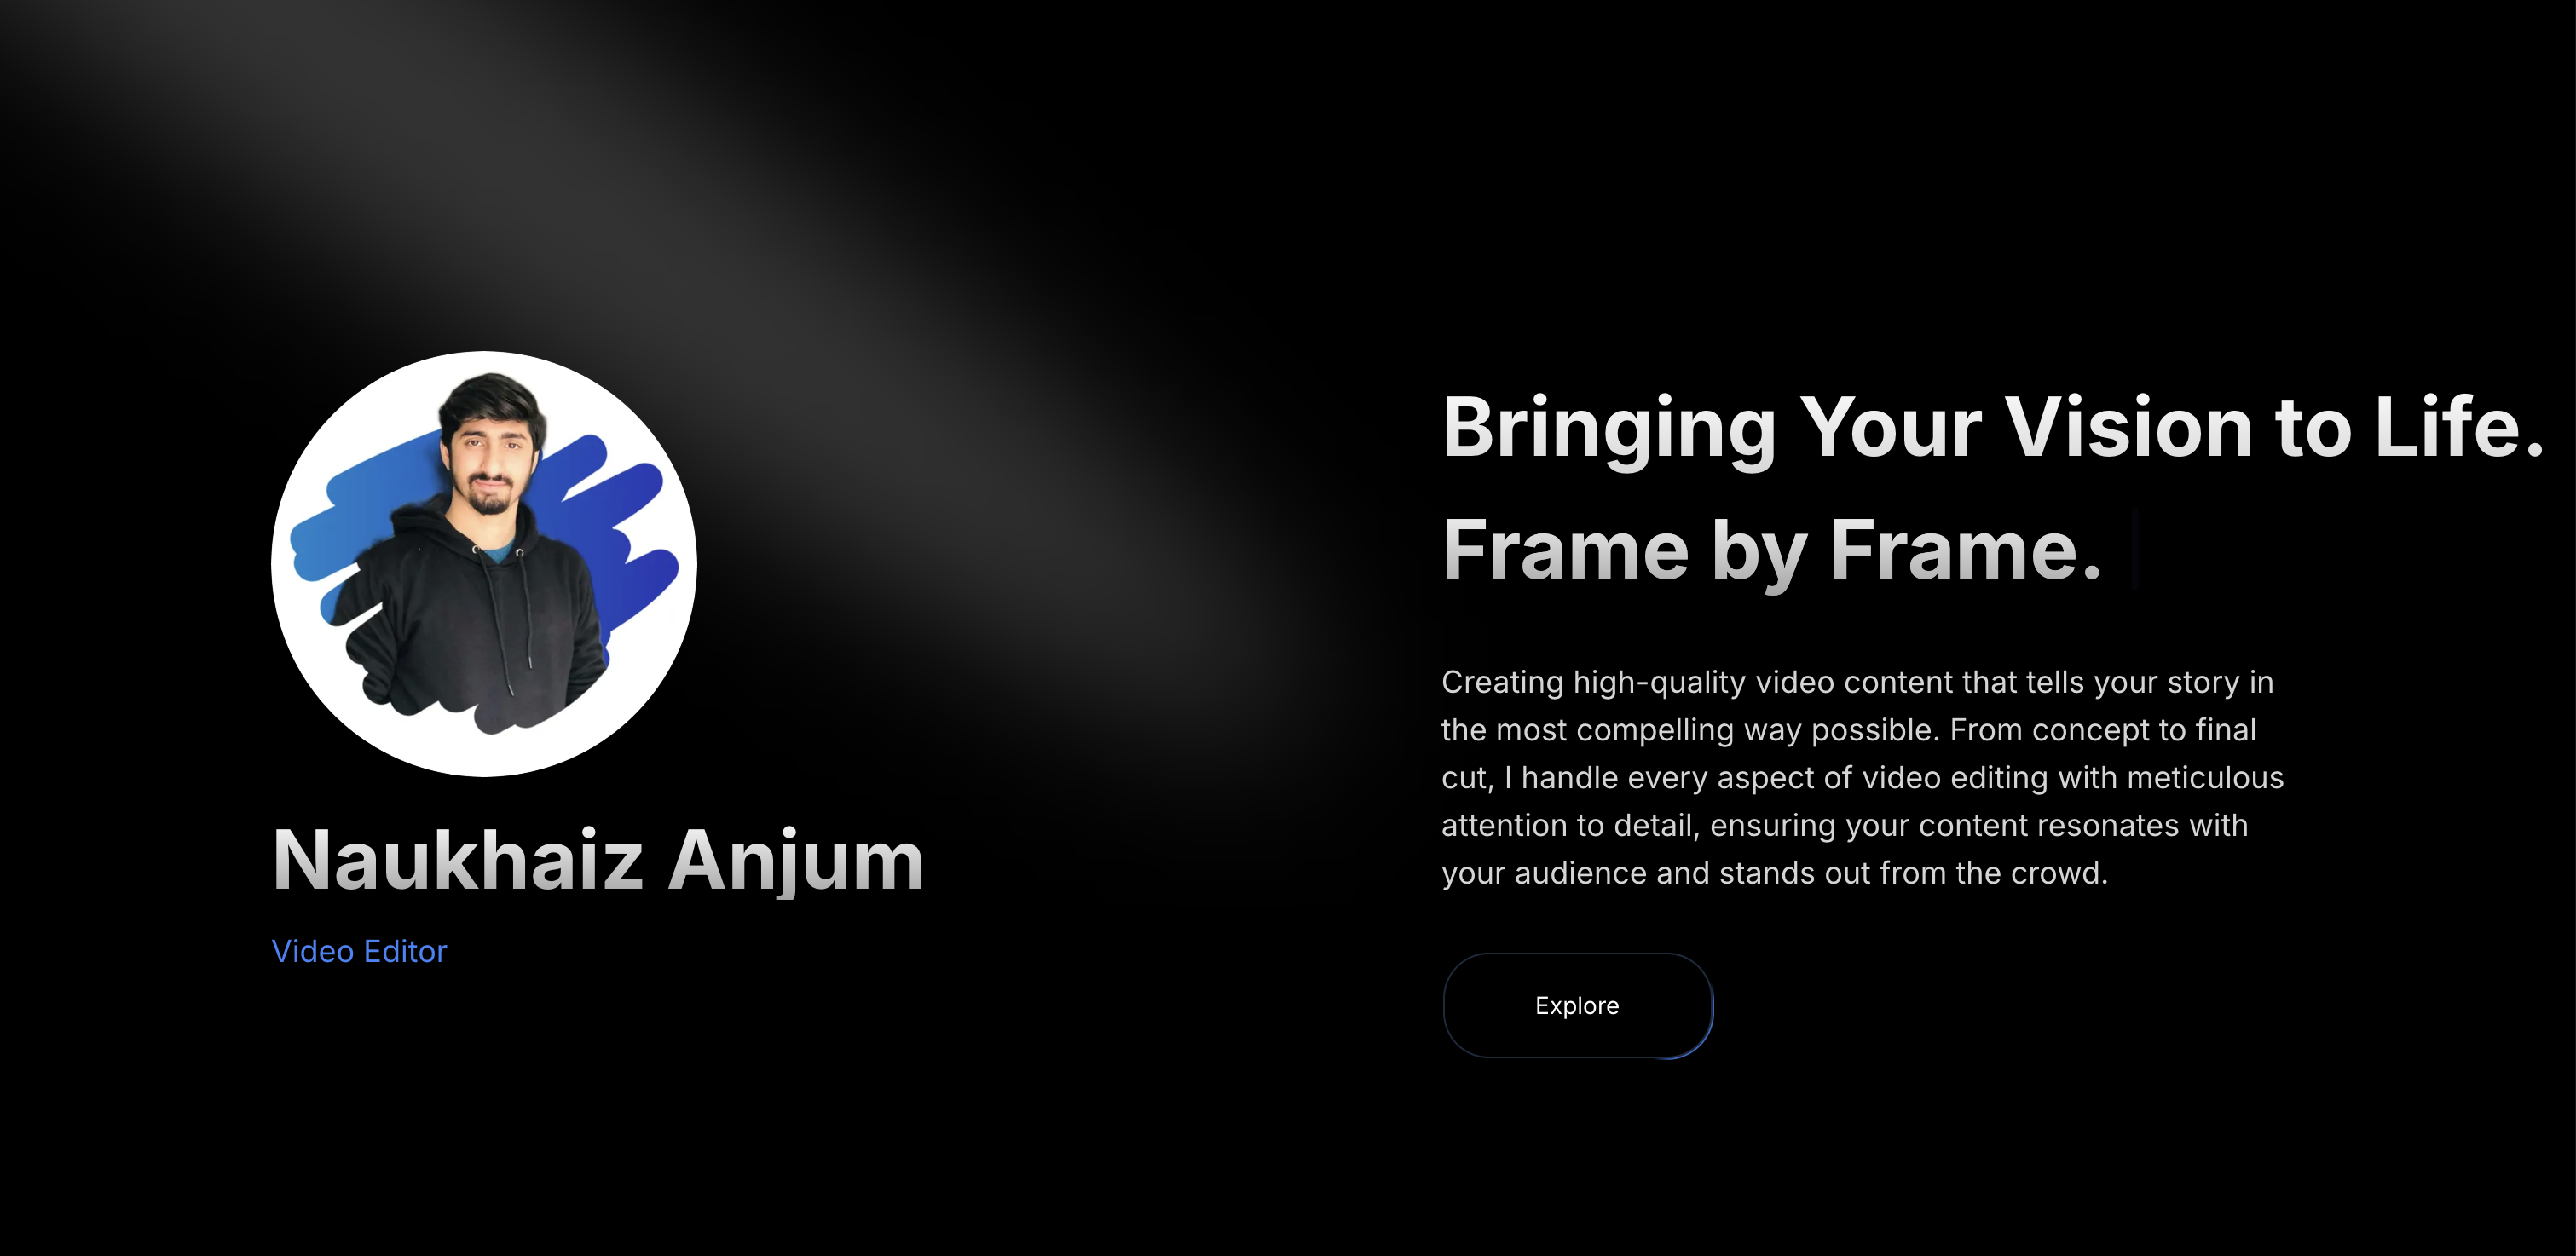 Naukhaiz Anjum
Video Editor
Bringing Your Vision to Life.
Frame by Frame.
Creating high-quality video content that tells your story in
the most compelling way possible. From concept to final
cut, I handle every aspect of video editing with meticulous
attention to detail, ensuring your content resonates with
your audience and stands out from the crowd.
Explore